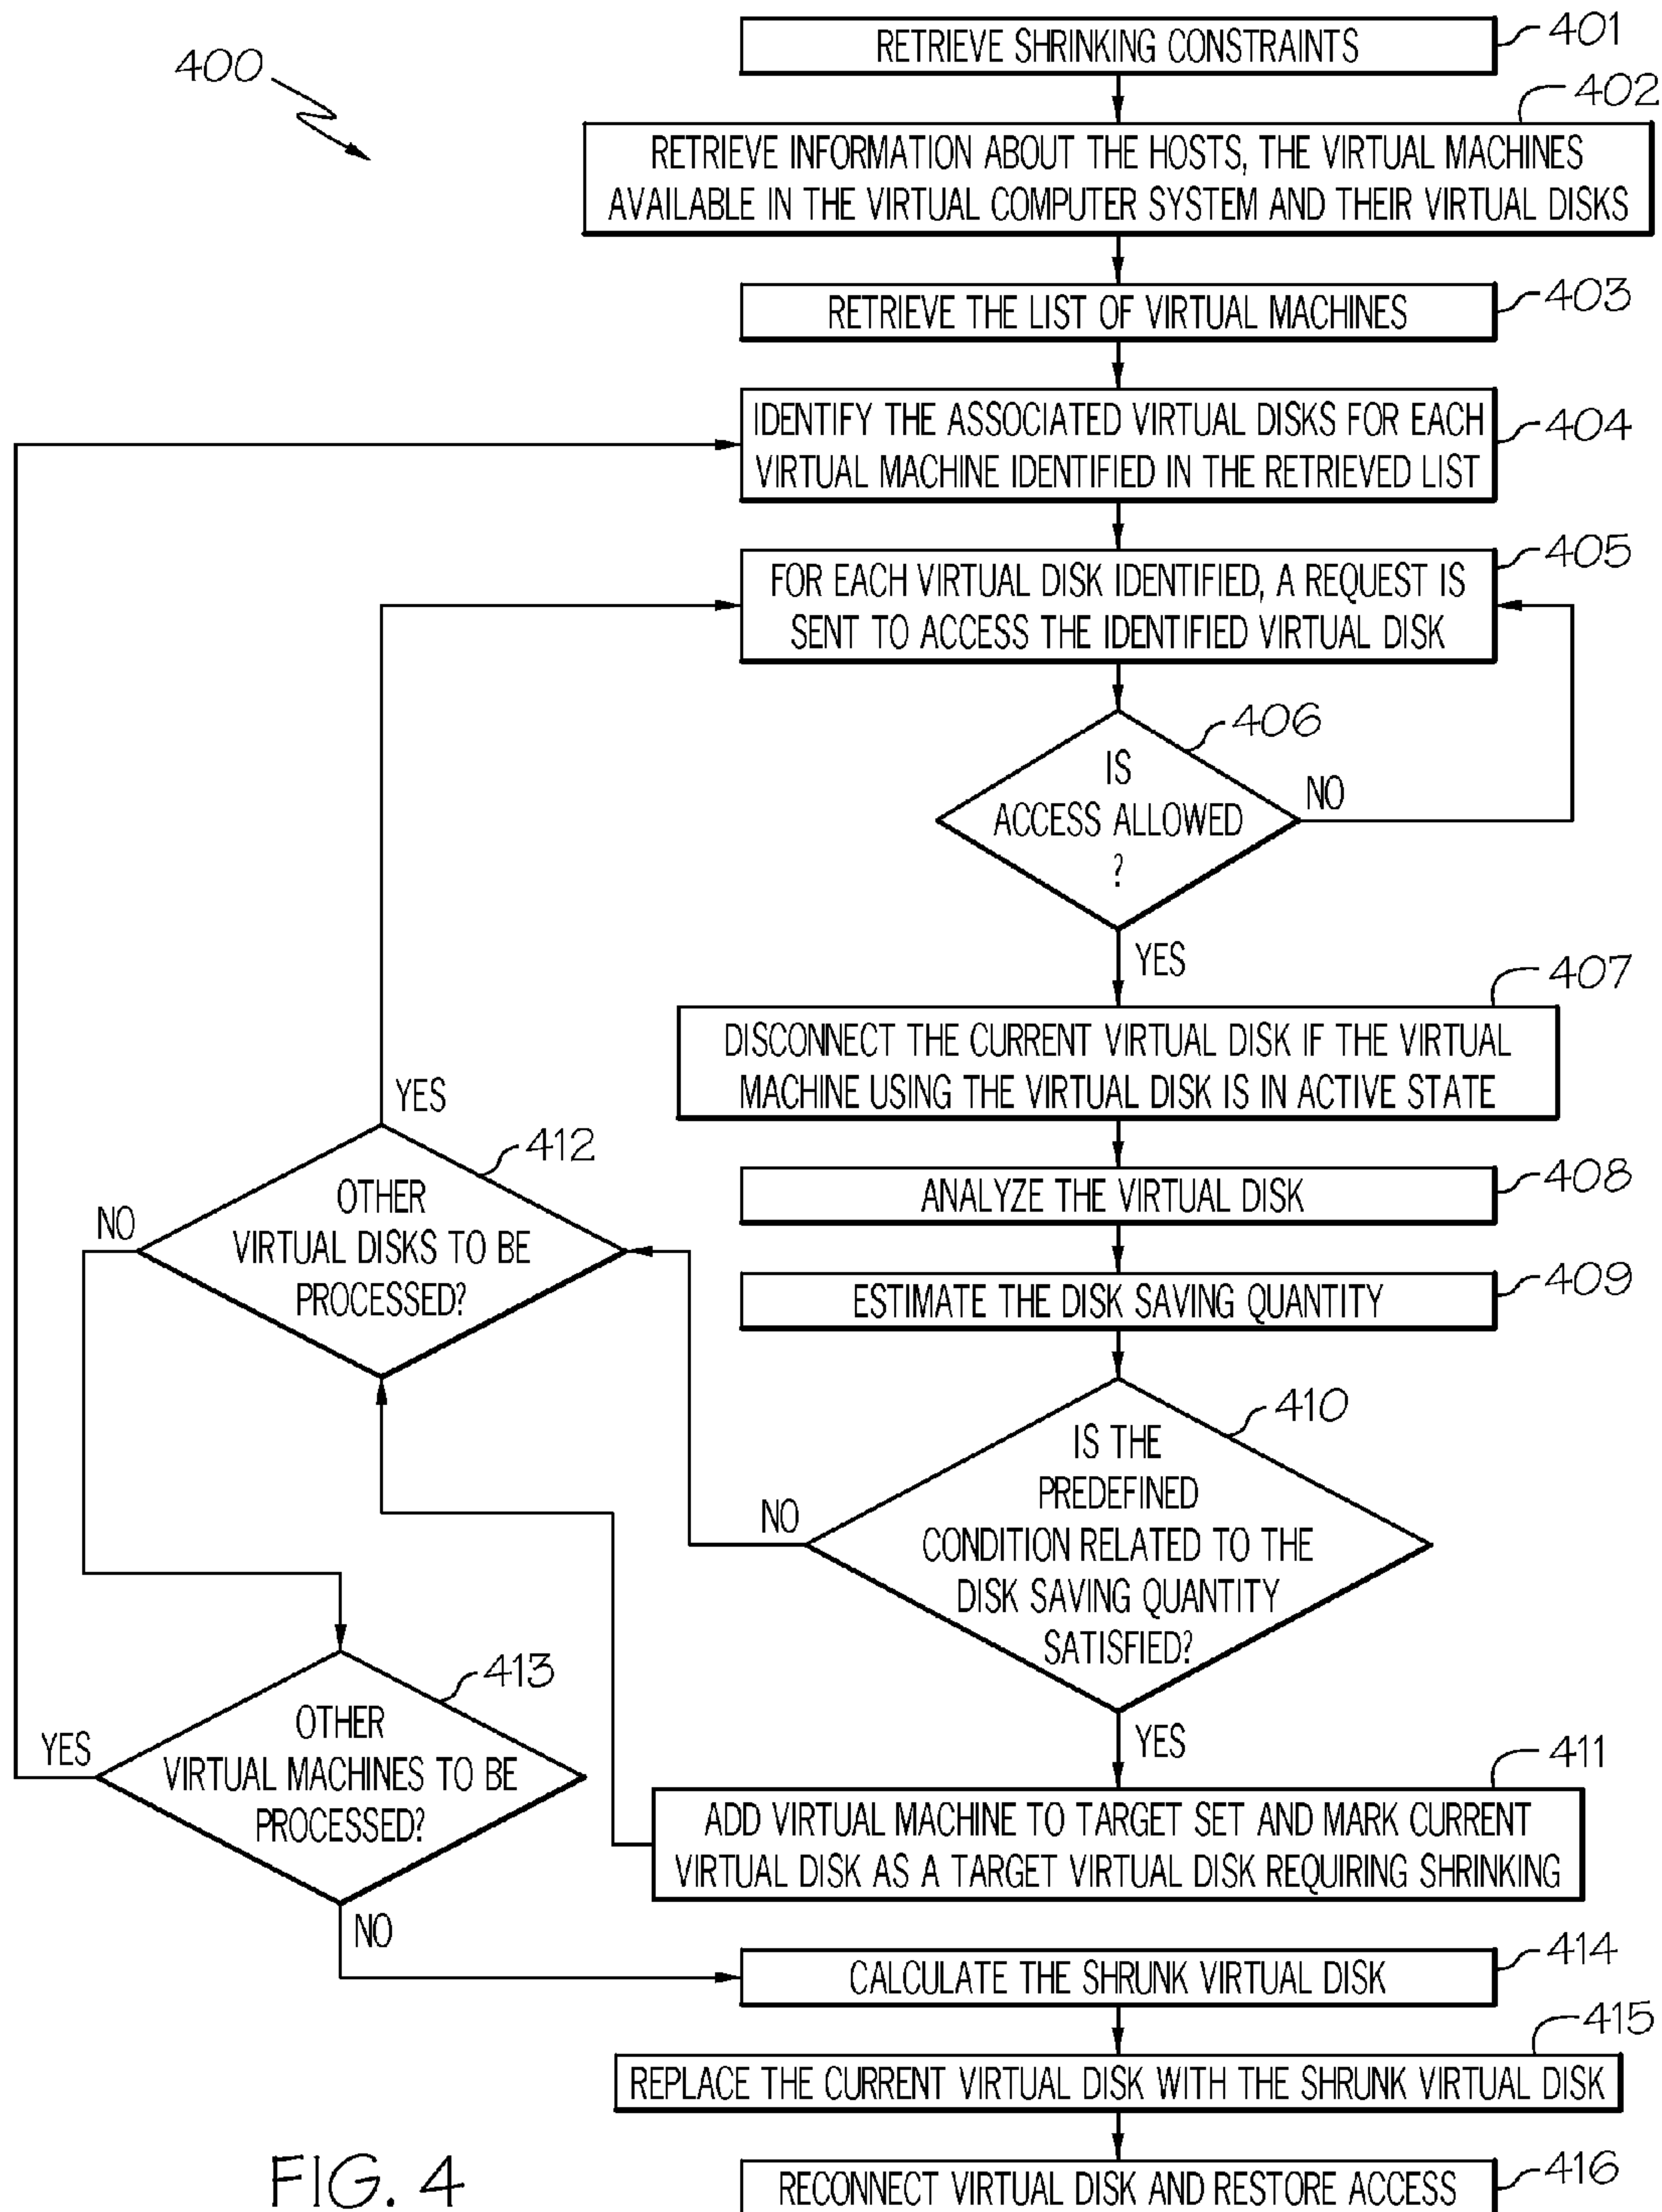 400
RETRIEVE SHRINKING CONSTRAINTS
401
402
RETRIEVE INFORMATION ABOUT THE HOSTS, THE VIRTUAL MACHINES
AVAILABLE IN THE VIRTUAL COMPUTER SYSTEM AND THEIR VIRTUAL DISKS
RETRIEVE THE LIST OF VIRTUAL MACHINES
403
IDENTIFY THE ASSOCIATED VIRTUAL DISKS FOR EACH
VIRTUAL MACHINE IDENTIFIED IN THE RETRIEVED LIST
404
FOR EACH VIRTUAL DISK IDENTIFIED, A REQUEST IS
SENT TO ACCESS THE IDENTIFIED VIRTUAL DISK
405
406
IS
ACCESS ALLOWED
?
NO
YES
407
DISCONNECT THE CURRENT VIRTUAL DISK IF THE VIRTUAL
MACHINE USING THE VIRTUAL DISK IS IN ACTIVE STATE
ANALYZE THE VIRTUAL DISK
408
ESTIMATE THE DISK SAVING QUANTITY
409
410
IS THE
PREDEFINED
CONDITION RELATED TO THE
DISK SAVING QUANTITY
SATISFIED?
NO
YES
411
ADD VIRTUAL MACHINE TO TARGET SET AND MARK CURRENT
VIRTUAL DISK AS A TARGET VIRTUAL DISK REQUIRING SHRINKING
YES
412
OTHER
VIRTUAL DISKS TO BE
PROCESSED?
NO
413
OTHER
VIRTUAL MACHINES TO BE
PROCESSED?
YES
NO
CALCULATE THE SHRUNK VIRTUAL DISK
414
415
REPLACE THE CURRENT VIRTUAL DISK WITH THE SHRUNK VIRTUAL DISK
RECONNECT VIRTUAL DISK AND RESTORE ACCESS
416
FIG. 4